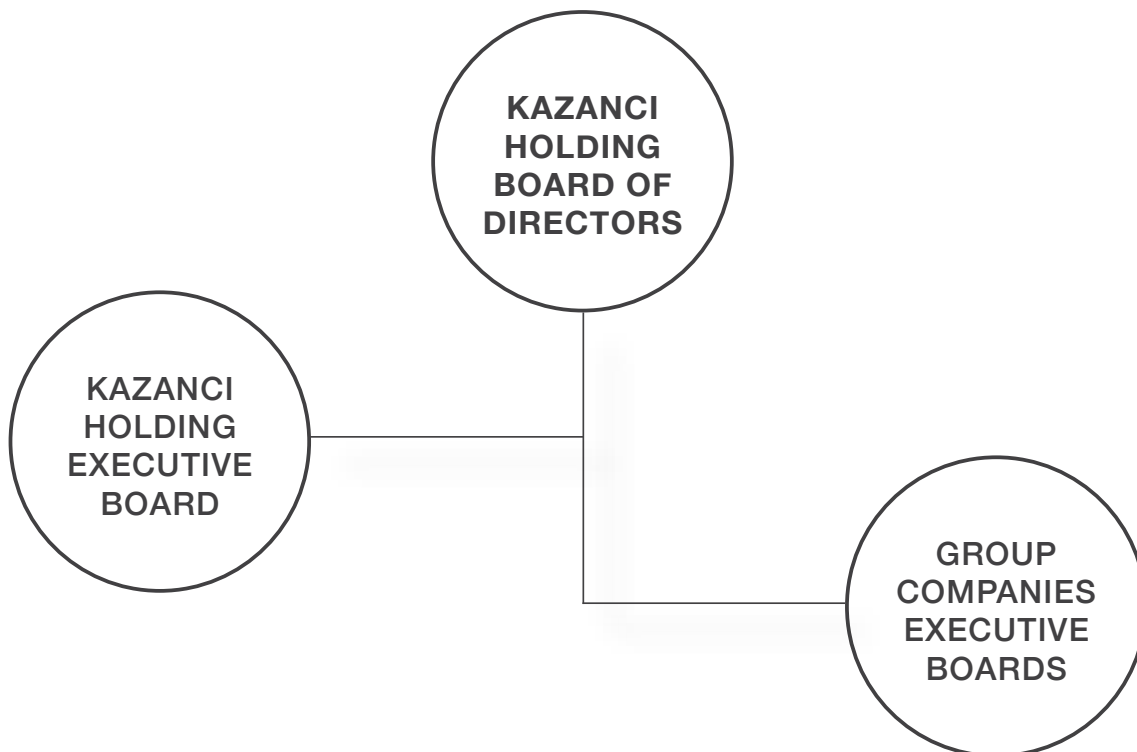 KAZANCI
HOLDING
BOARD OF
DIRECTORS
KAZANCI
HOLDING
EXECUTIVE
BOARD
GROUP
COMPANIES
EXECUTIVE
BOARDS